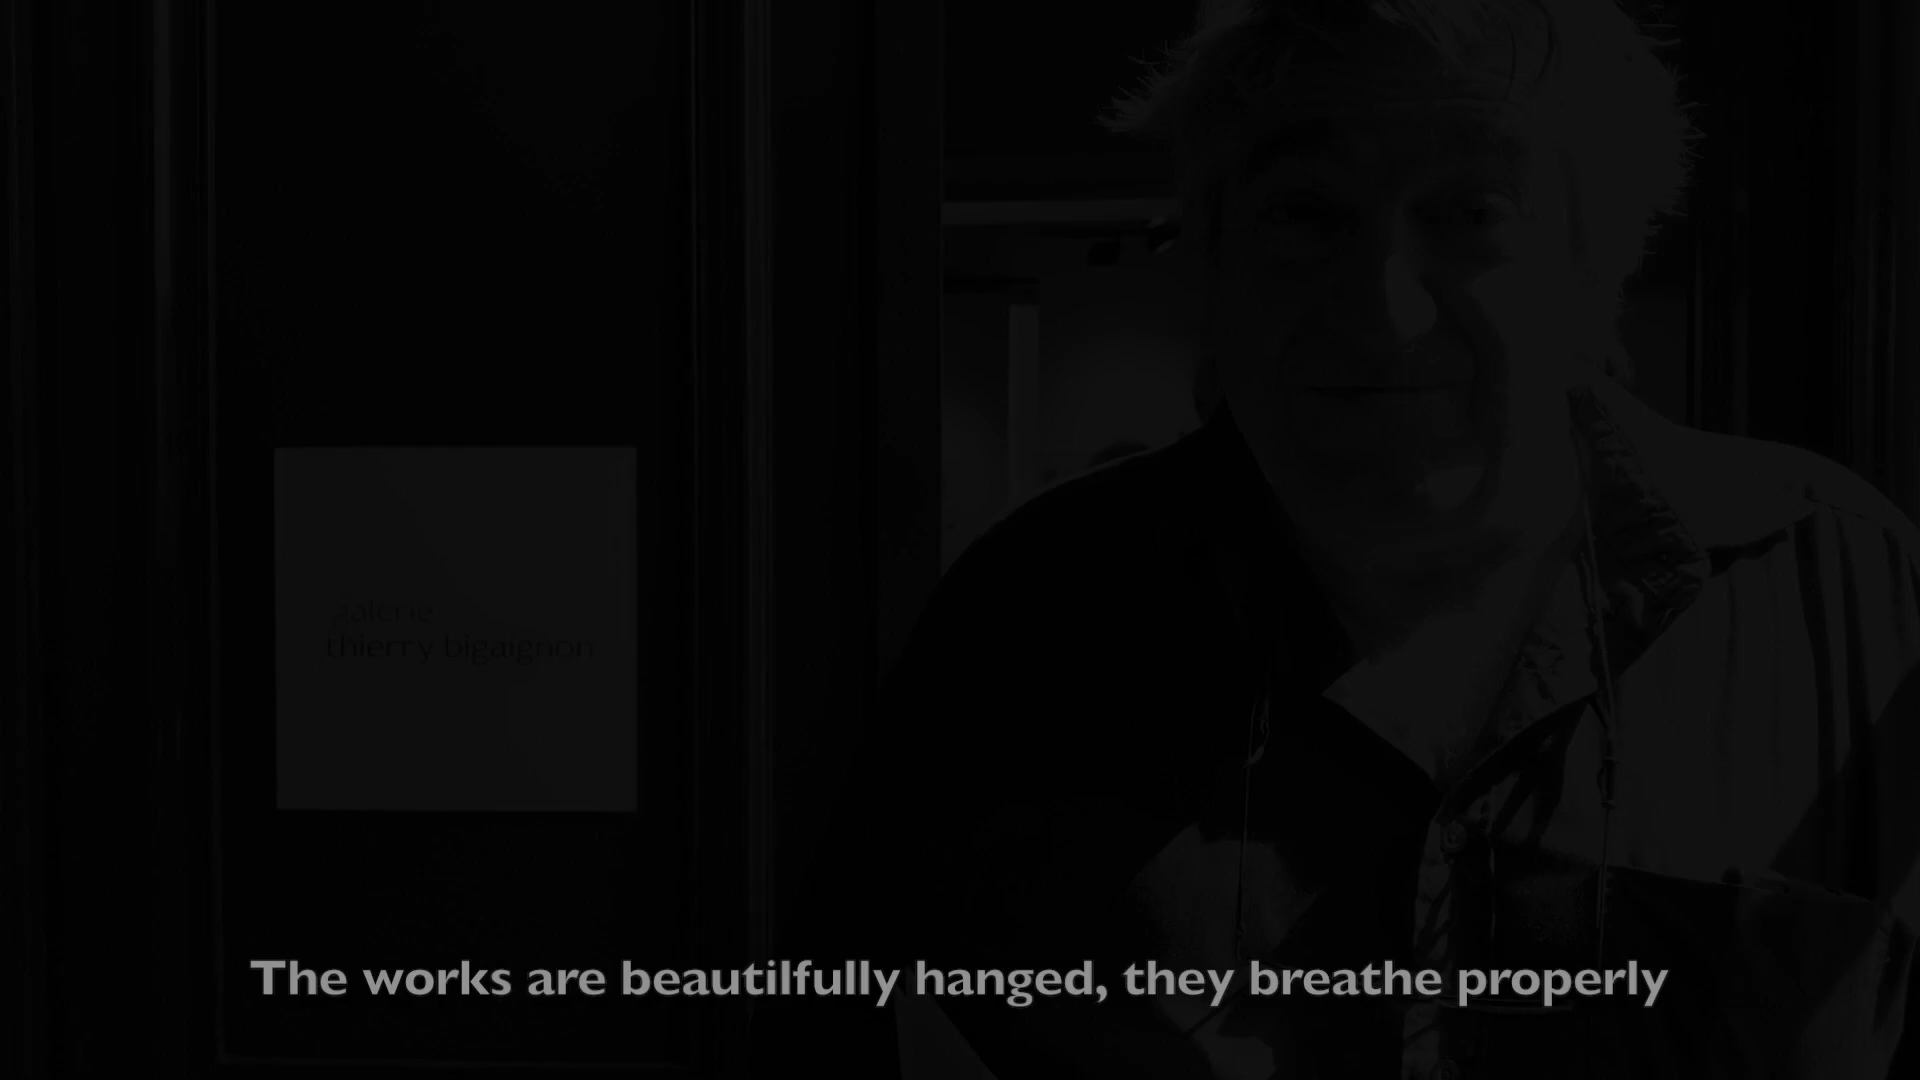 galerie
thierry bigaignon
The works are beautilfully hanged, they breathe properly